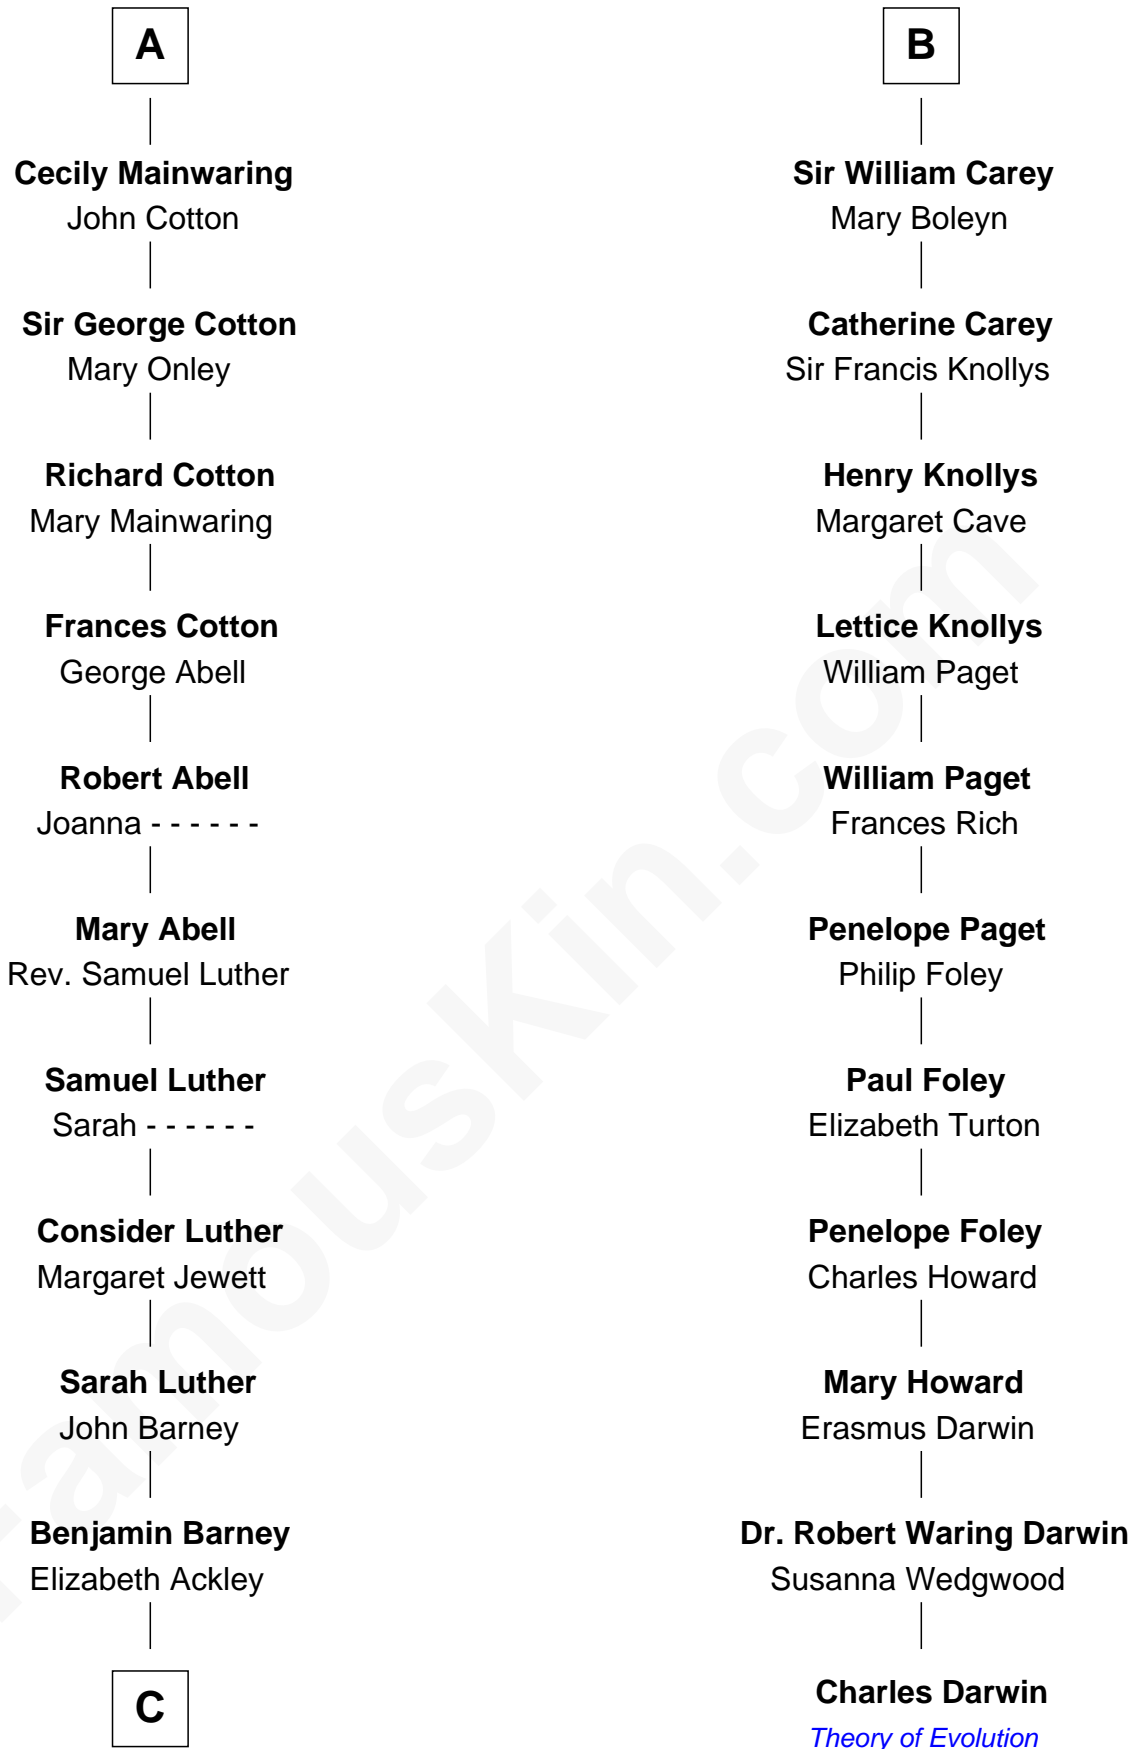 A
Cecily Mainwaring
John Cotton
Sir George Cotton
Mary Onley
Richard Cotton
Mary Mainwaring
Frances Cotton
George Abell
Robert Abell
Joanna - - - - - -
Mary Abell
Rev. Samuel Luther
Samuel Luther
Sarah - - - - - -
Consider Luther
Margaret Jewett
Sarah Luther
John Barney
Benjamin Barney
Elizabeth Ackley
C
B
Sir William Carey
Mary Boleyn
Catherine Carey
Sir Francis Knollys
Henry Knollys
Margaret Cave
Lettice Knollys
William Paget
William Paget
Frances Rich
Penelope Paget
Philip Foley
Paul Foley
Elizabeth Turton
Penelope Foley
Charles Howard
Mary Howard
Erasmus Darwin
Dr. Robert Waring Darwin
Susanna Wedgwood
Charles Darwin
Theory of Evolution
FamousKin.com